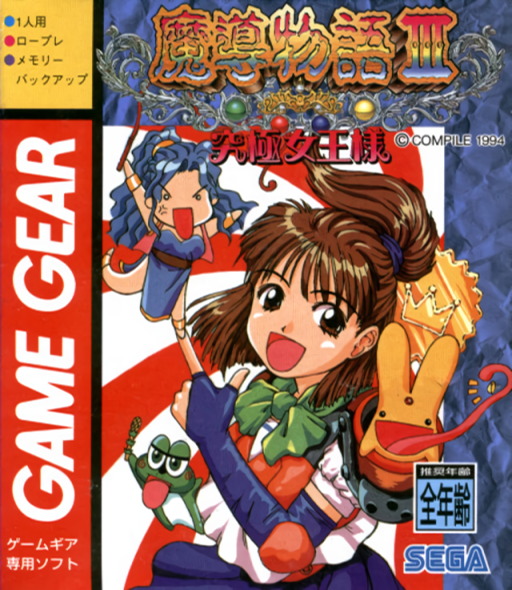 ●1人用
●ロープレ
●メモリー
バックアップ
魔導物語III
究極女王様
©COMPILE 1994
GAME GEAR
推奨年齢
全年齢
ゲームギア
専用ソフト
SEGA